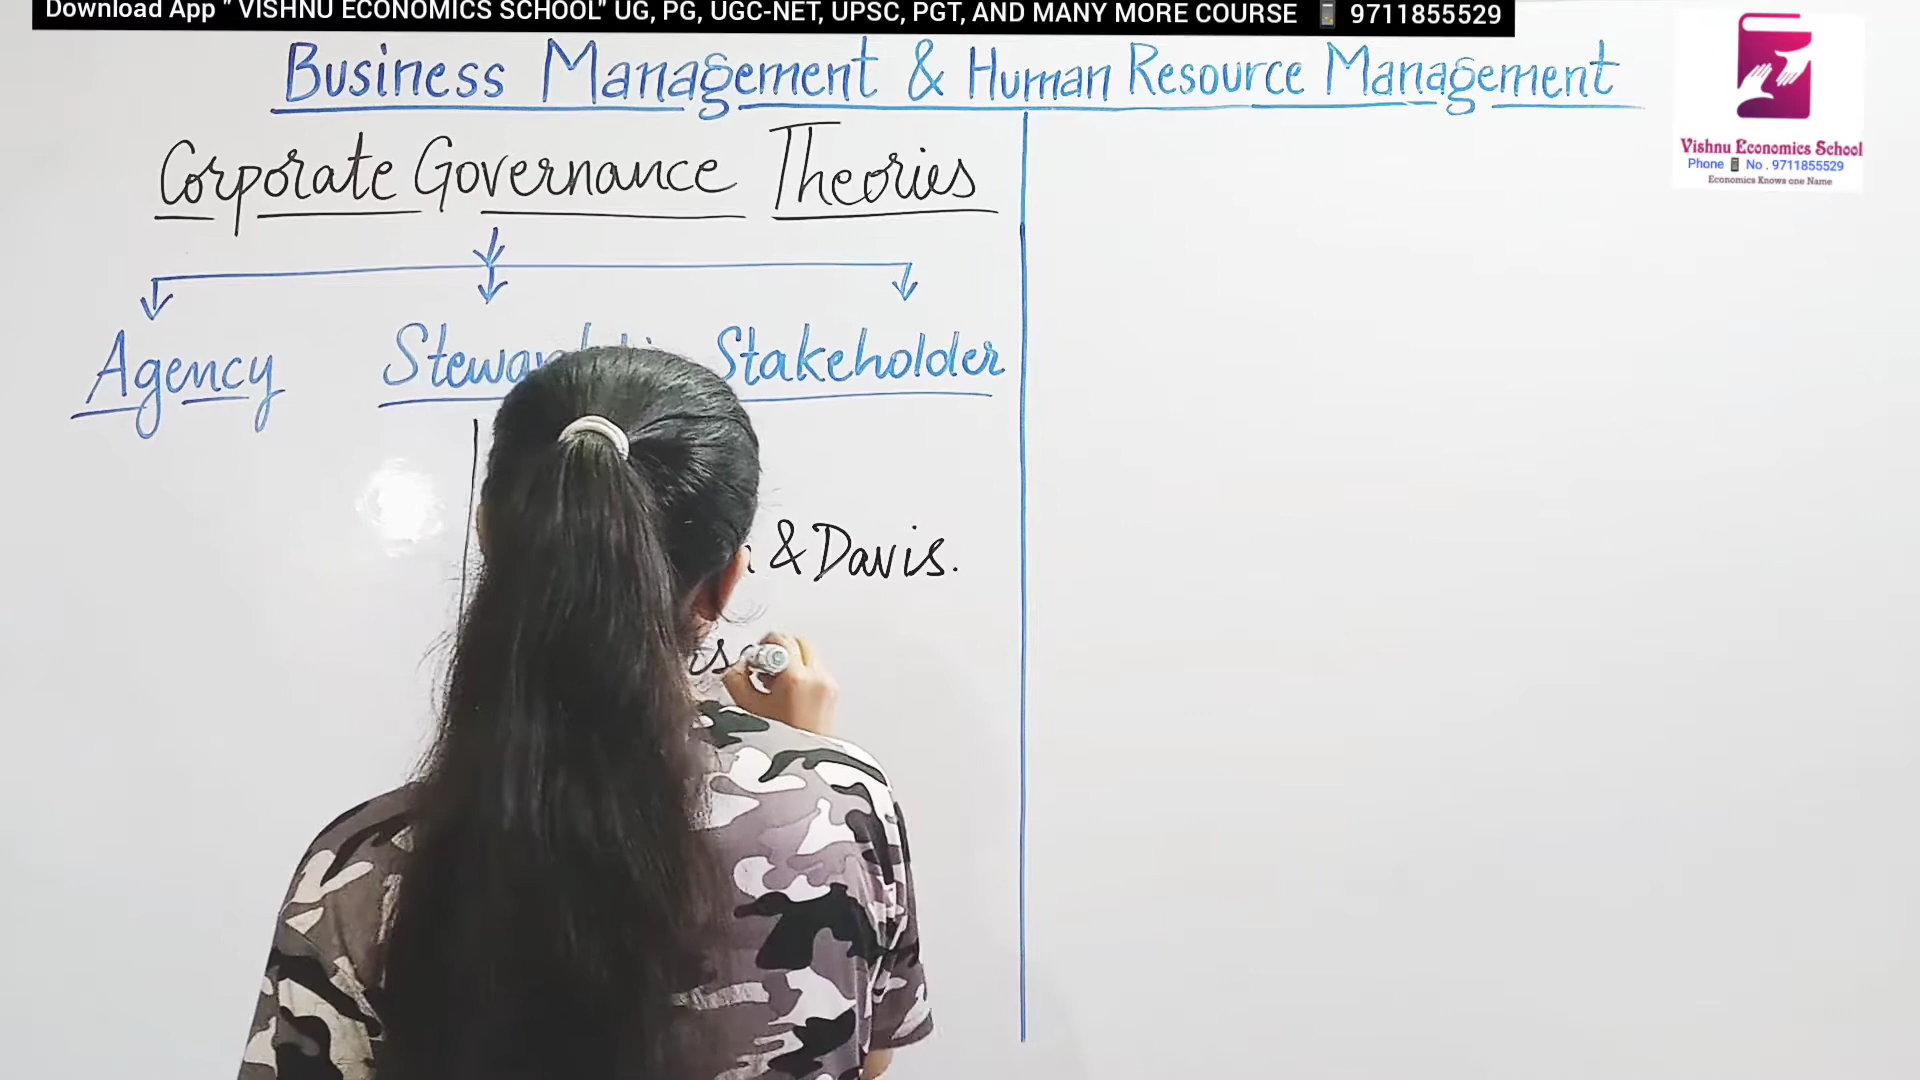 Download App " VISHNU ECONOMICS SCHOOL" UG, PG, UGC-NET, UPSC, PGT, AND MANY MORE COURSE 📱 9711855529
Business Management & Human Resource Management
Vishnu Economics School
Phone 📱 No . 9711855529
Economics Knows one Name
Corporate Governance Theories
Agency Stakeholder
& Davis.